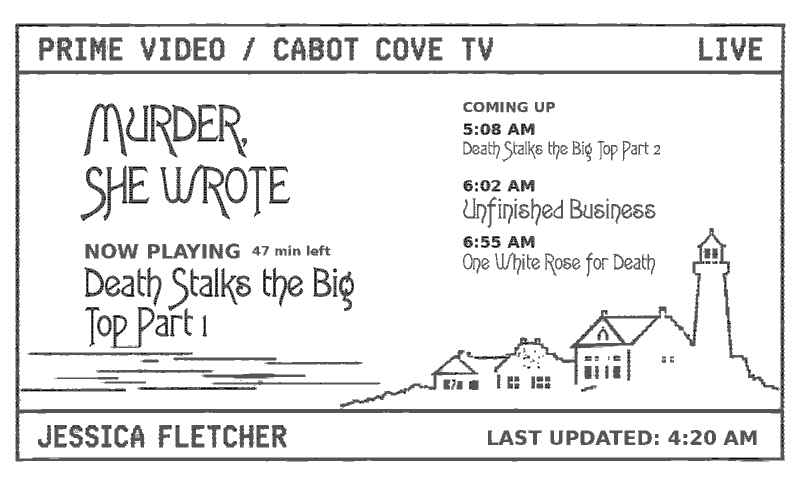 PRIME VIDEO / CABOT COVE TV
LIVE
MURDER,
SHE WROTE
NOW PLAYING 47 min left
Death Stalks the Big
Top Part 1
COMING UP
5:08 AM
Death Stalks the Big Top Part 2
6:02 AM
Unfinished Business
6:55 AM
One White Rose for Death
JESSICA FLETCHER
LAST UPDATED: 4:20 AM